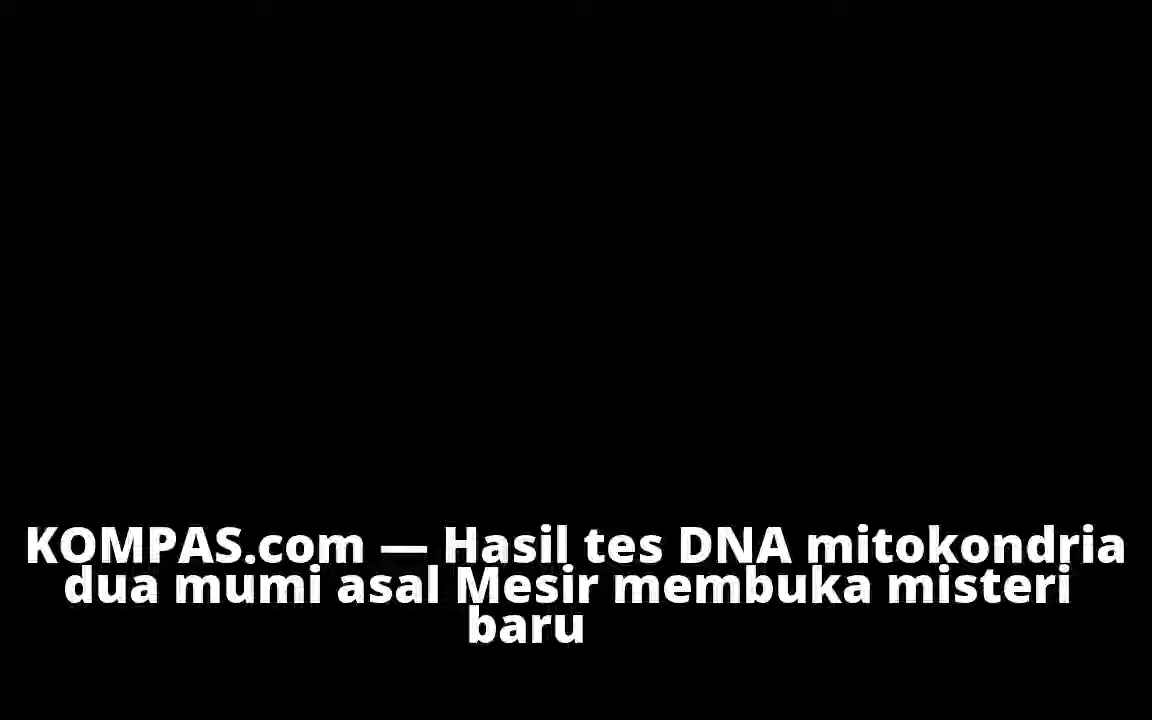 KOMPAS.com — Hasil tes DNA mitokondria
dua mumi asal Mesir membuka misteri
baru